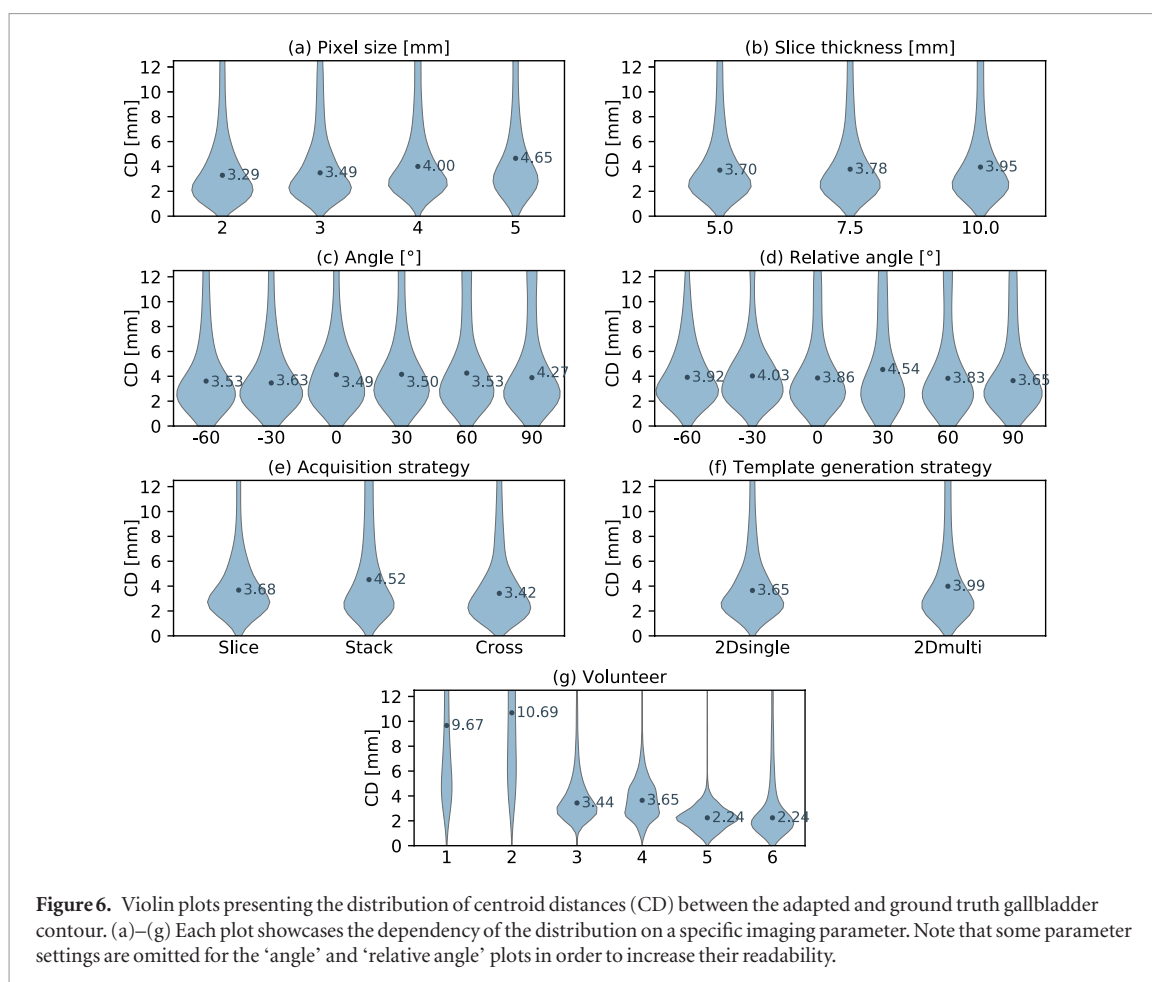 (a) Pixel size [mm]
CD [mm]
12
10
8
6
4
2
0
3.29 3.49 4.00 4.65
2 3 4 5
(b) Slice thickness [mm]
CD [mm]
12
10
8
6
4
2
0
3.70 3.78 3.95
5.0 7.5 10.0
(c) Angle [°]
CD [mm]
12
10
8
6
4
2
0
3.53 3.63 3.49 3.50 3.53 4.27
-60 -30 0 30 60 90
(d) Relative angle [°]
CD [mm]
12
10
8
6
4
2
0
3.92 4.03 3.86 4.54 3.83 3.65
-60 -30 0 30 60 90
(e) Acquisition strategy
CD [mm]
12
10
8
6
4
2
0
3.68 4.52 3.42
Slice Stack Cross
(f) Template generation strategy
CD [mm]
12
10
8
6
4
2
0
3.65 3.99
2Dsingle 2Dmulti
(g) Volunteer
CD [mm]
12
10
8
6
4
2
0
9.67 10.69 3.44 3.65 2.24 2.24
1 2 3 4 5 6
Figure 6. Violin plots presenting the distribution of centroid distances (CD) between the adapted and ground truth gallbladder
contour. (a)–(g) Each plot showcases the dependency of the distribution on a specific imaging parameter. Note that some parameter
settings are omitted for the ‘angle’ and ‘relative angle’ plots in order to increase their readability.